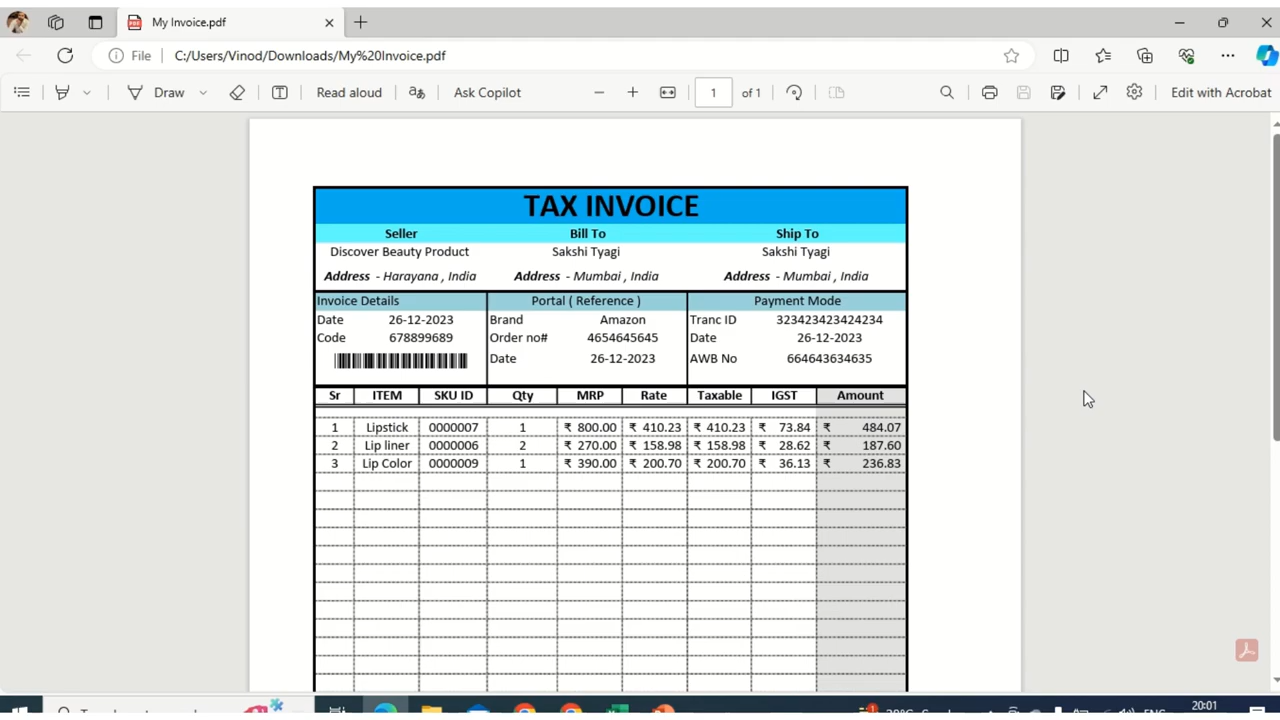 My Invoice.pdf
File C:/Users/Vinod/Downloads/My%20Invoice.pdf
Draw Read aloud Ask Copilot 1 of 1 Edit with Acrobat
TAX INVOICE
Seller Bill To Ship To
Discover Beauty Product Sakshi Tyagi Sakshi Tyagi
Address - Harayana , India Address - Mumbai , India Address - Mumbai , India
Invoice Details Portal ( Reference ) Payment Mode
Date 26-12-2023 Brand Amazon Tranc ID 323423423424234
Code 678899689 Order no# 4654645645 Date 26-12-2023
Date 26-12-2023 AWB No 664643634635
Sr ITEM SKU ID Qty MRP Rate Taxable IGST Amount
1 Lipstick 0000007 1 ₹ 800.00 ₹ 410.23 ₹ 410.23 ₹ 73.84 ₹ 484.07
2 Lip liner 0000006 2 ₹ 270.00 ₹ 158.98 ₹ 158.98 ₹ 28.62 ₹ 187.60
3 Lip Color 0000009 1 ₹ 390.00 ₹ 200.70 ₹ 200.70 ₹ 36.13 ₹ 236.83
20:01